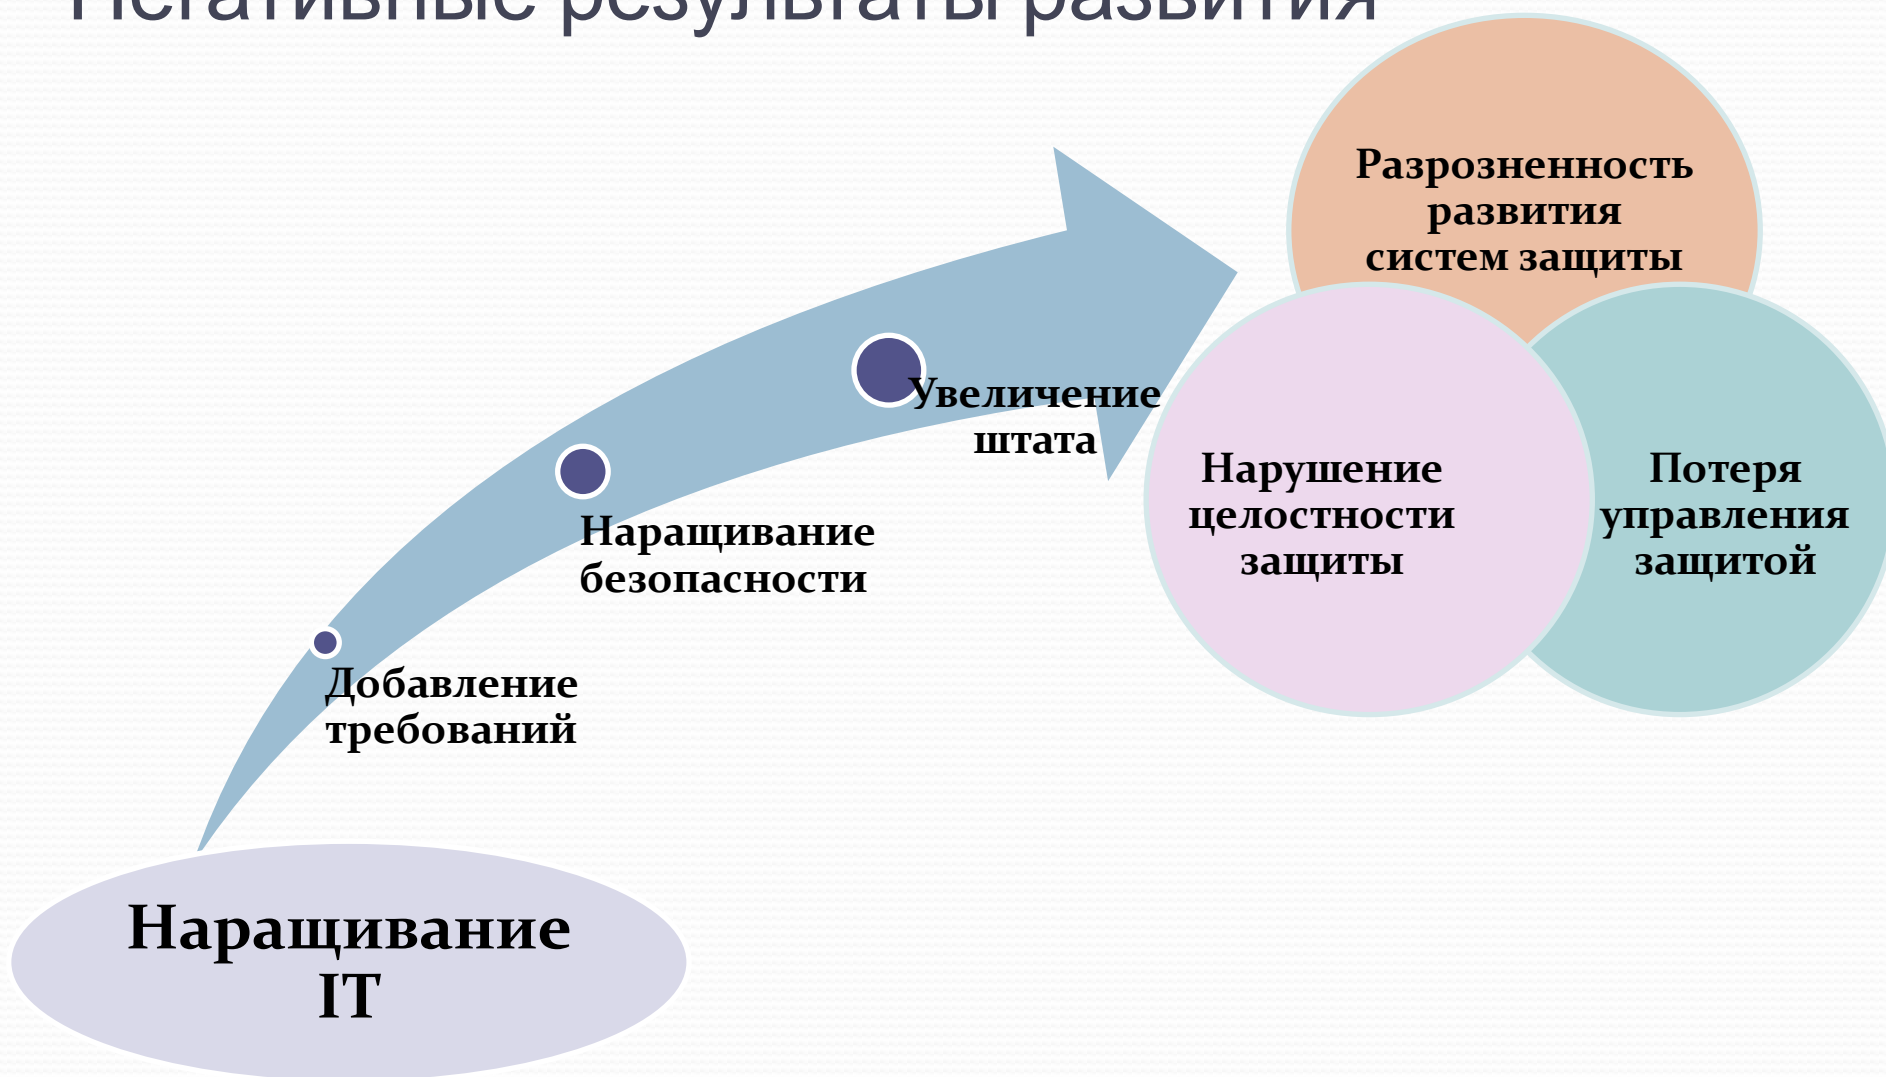 Негативные результаты развития
Разрозненность
развития
систем защиты
Увеличение
штата
Нарушение
целостности
защиты
Потеря
управления
защитой
Наращивание
безопасности
Добавление
требований
Наращивание
IT